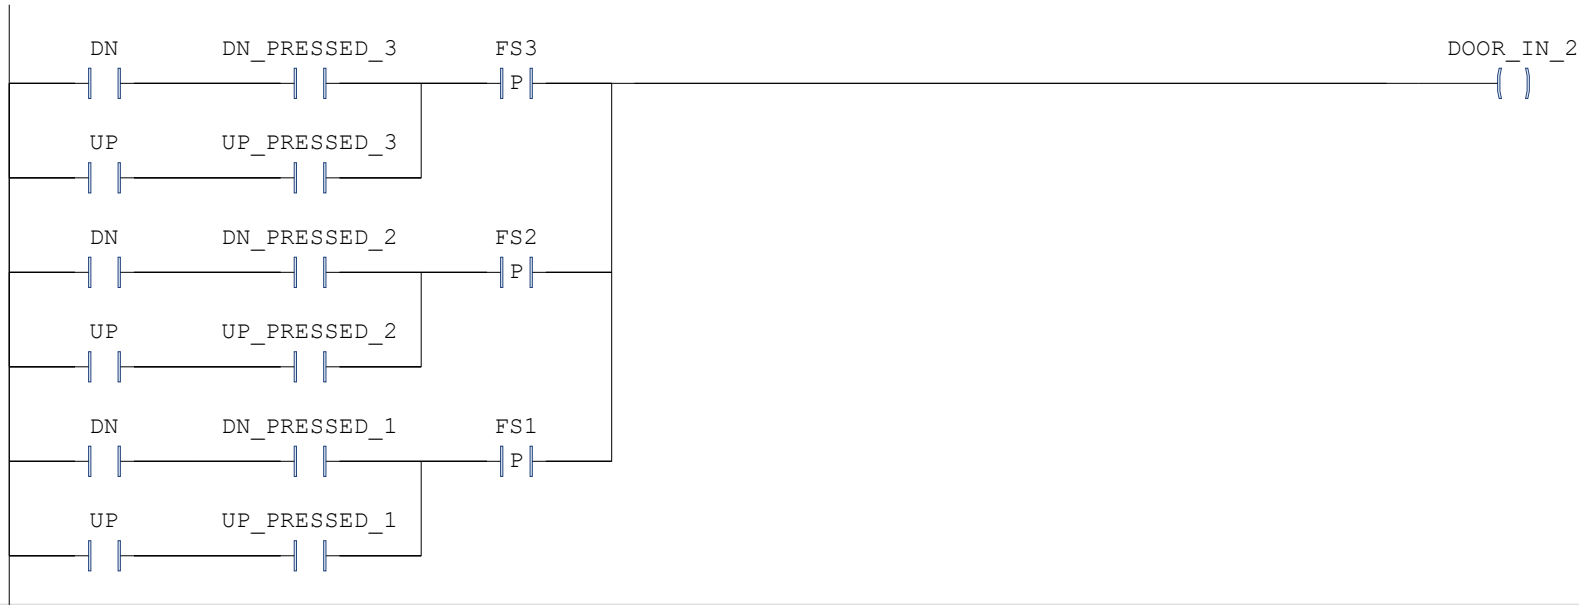 DN DN_PRESSED_3 FS3 DOOR_IN_2
P
UP UP_PRESSED_3
DN DN_PRESSED_2 FS2
P
UP UP_PRESSED_2
DN DN_PRESSED_1 FS1
P
UP UP_PRESSED_1